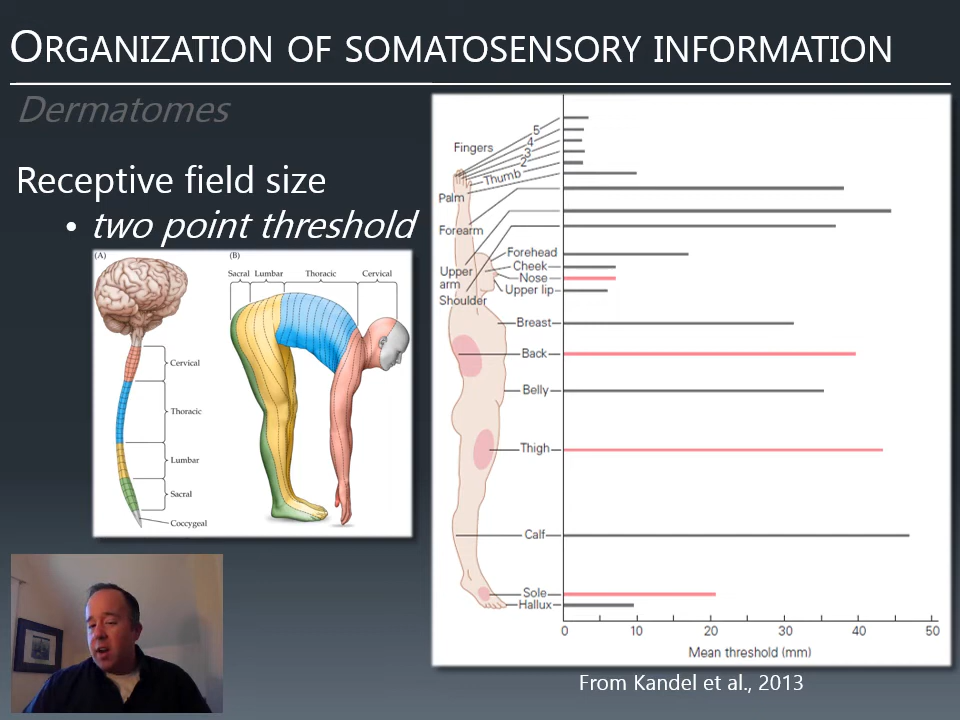 ORGANIZATION OF SOMATOSENSORY INFORMATION
Dermatomes
Receptive field size
• two point threshold
(A)
Cervical
Thoracic
Lumbar
Sacral
Coccygeal
(B)
Sacral Lumbar Thoracic Cervical
Fingers
5
4
3
2
Thumb
Palm
Forearm
Upper
arm
Shoulder
Forehead
Cheek
Nose
Upper lip
Breast
Back
Belly
Thigh
Calf
Sole
Hallux
0 10 20 30 40 50
Mean threshold (mm)
From Kandel et al., 2013